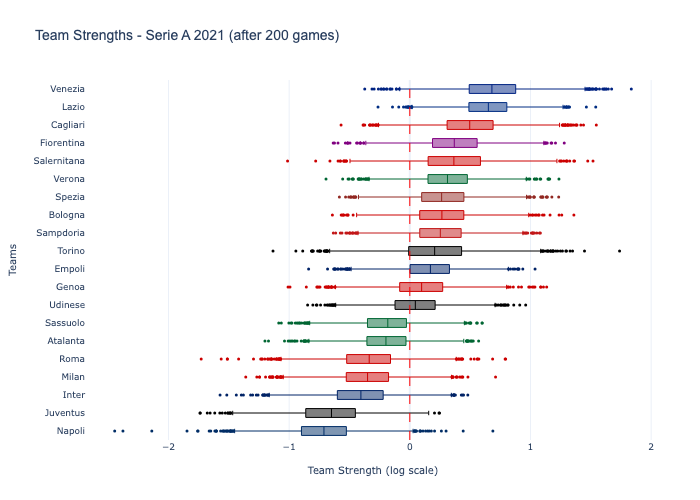 Team Strengths - Serie A 2021 (after 200 games)
Venezia
Lazio
Cagliari
Fiorentina
Salernitana
Verona
Spezia
Bologna
Sampdoria
Torino
Empoli
Genoa
Udinese
Sassuolo
Atalanta
Roma
Milan
Inter
Juventus
Napoli
Teams
−2 −1 0 1 2
Team Strength (log scale)